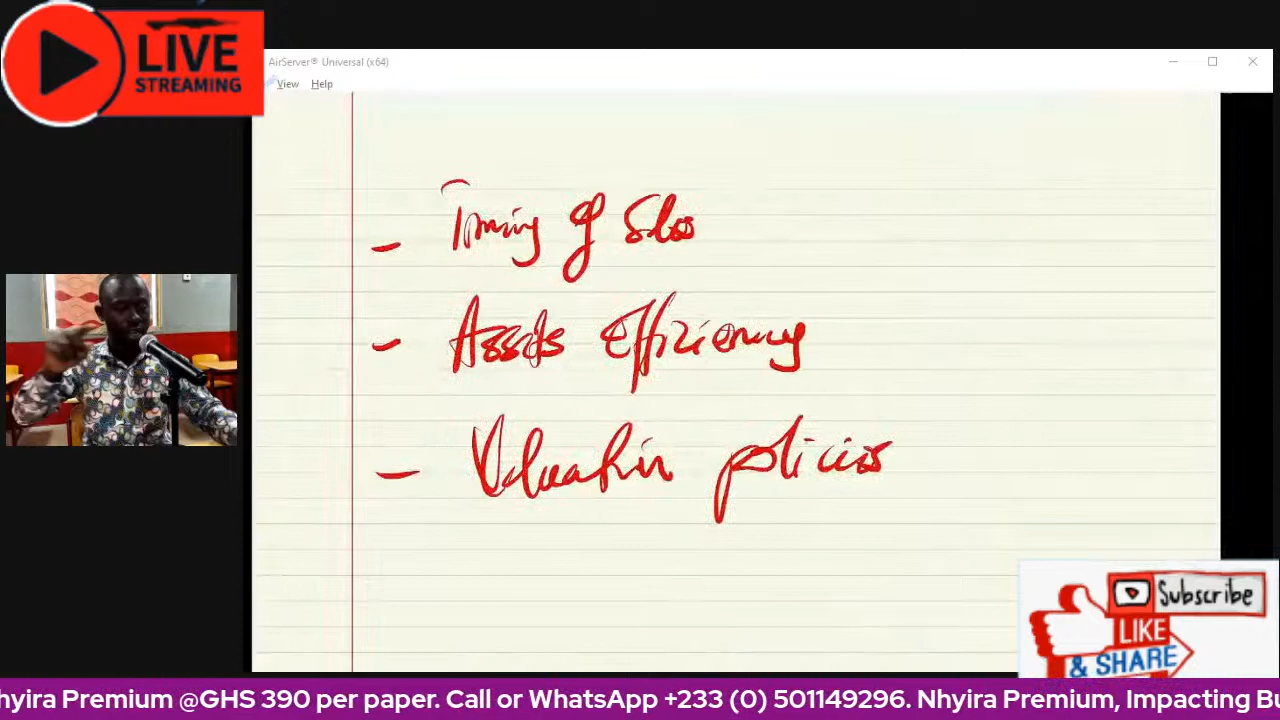 LIVE
STREAMING
AirServer® Universal (x64)
View Help
- Timing of Sales
- Assets Efficiency
- Valuation policies
Subscribe
LIKE
& SHARE
hyira Premium @GHS 390 per paper. Call or WhatsApp +233 (0) 501149296. Nhyira Premium, Impacting Bu